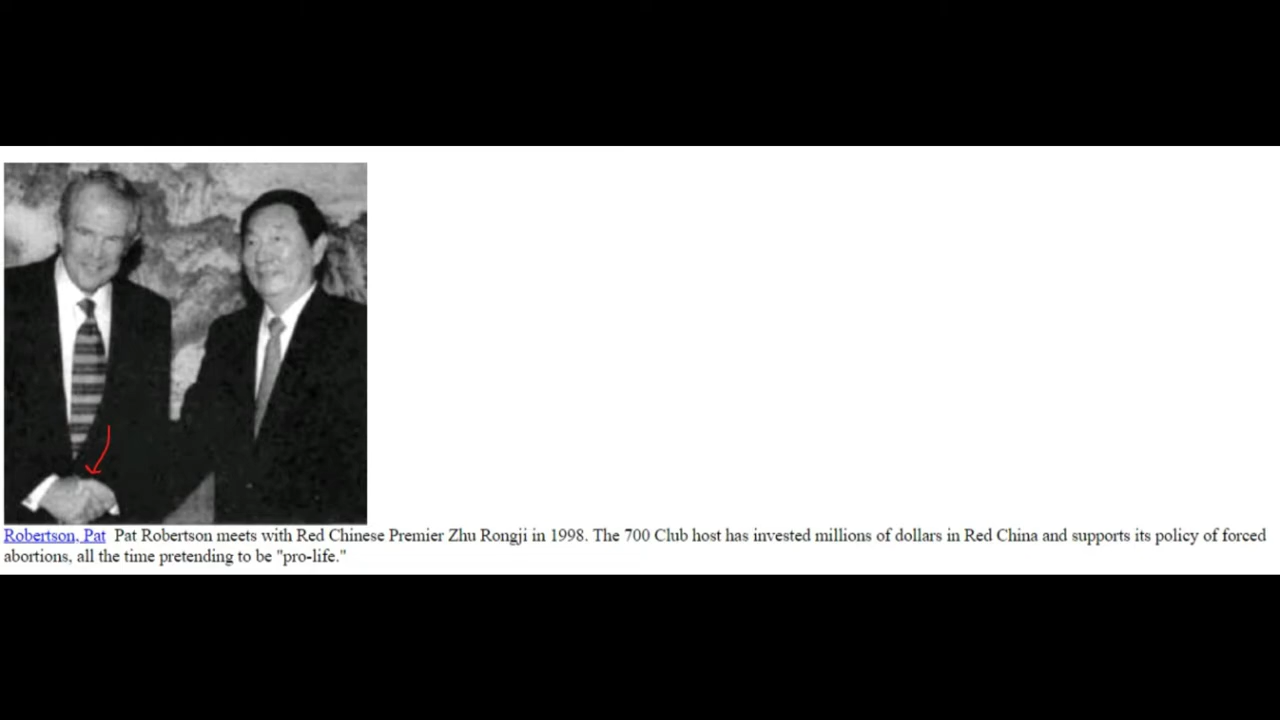 Robertson, Pat Pat Robertson meets with Red Chinese Premier Zhu Rongji in 1998. The 700 Club host has invested millions of dollars in Red China and supports its policy of forced
abortions, all the time pretending to be "pro-life."